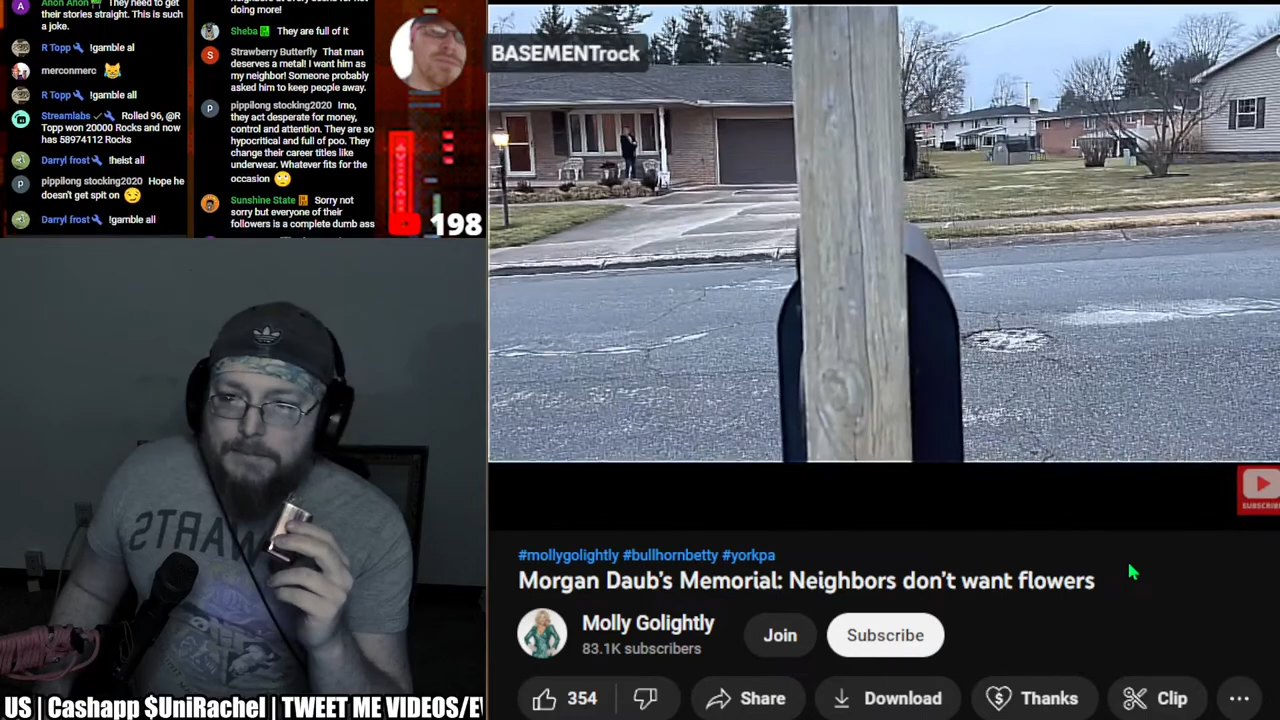 Anon Anon They need to get
their stories straight. This is such
a joke.
R Topp !gamble al
merconmerc
R Topp !gamble all
Streamlabs Rolled 96, @R
Topp won 20000 Rocks and now
has 58974112 Rocks
Darryl frost !heist all
pippilong stocking2020 Hope he
doesn't get spit on
Darryl frost !gamble all
doing more!
Sheba They are full of it
Strawberry Butterfly That man
deserves a metal! I want him as
my neighbor! Someone probably
asked him to keep people away.
pippilong stocking2020 Imo,
they act desperate for money,
control and attention. They are so
hypocritical and full of poo. They
change their career titles like
underwear. Whatever fits for the
occasion
Sunshine State Sorry not
sorry but everyone of their
followers is a complete dumb ass
198
BASEMENTrock
STRAW
SUBSCRIBE
#mollygolightly #bullhornbetty #yorkpa
Morgan Daub's Memorial: Neighbors don't want flowers
Molly Golightly
83.1K subscribers
Join
Subscribe
354
Share
Download
Thanks
Clip
US | Cashapp $UniRachel | TWEET ME VIDEOS/E